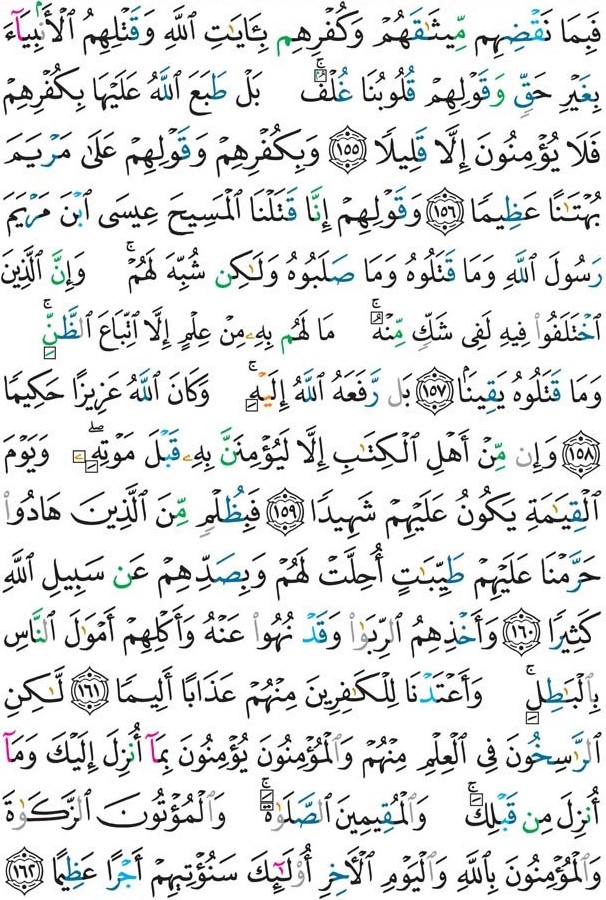 فَبِمَا نَقْضِهِم مِّيثَٰقَهُمْ وَكُفْرِهِم بِـَٔايَٰتِ ٱللَّهِ وَقَتْلِهِمُ ٱلْأَنۢبِيَآءَ
بِغَيْرِ حَقٍّ وَقَوْلِهِمْ قُلُوبُنَا غُلْفٌۢ ۚ بَلْ طَبَعَ ٱللَّهُ عَلَيْهَا بِكُفْرِهِمْ
فَلَا يُؤْمِنُونَ إِلَّا قَلِيلًا ١٥٥ وَبِكُفْرِهِمْ وَقَوْلِهِمْ عَلَىٰ مَرْيَمَ
بُهْتَٰنًا عَظِيمًا ١٥٦ وَقَوْلِهِمْ إِنَّا قَتَلْنَا ٱلْمَسِيحَ عِيسَى ٱبْنَ مَرْيَمَ
رَسُولَ ٱللَّهِ وَمَا قَتَلُوهُ وَمَا صَلَبُوهُ وَلَٰكِن شُبِّهَ لَهُمْ ۚ وَإِنَّ ٱلَّذِينَ
ٱخْتَلَفُوا۟ فِيهِ لَفِى شَكٍّ مِّنْهُ ۚ مَا لَهُم بِهِۦ مِنْ عِلْمٍ إِلَّا ٱتِّبَاعَ ٱلظَّنِّ ۚ
وَمَا قَتَلُوهُ يَقِينًۢا ١٥٧ بَل رَّفَعَهُ ٱللَّهُ إِلَيْهِ ۚ وَكَانَ ٱللَّهُ عَزِيزًا حَكِيمًا
١٥٨ وَإِن مِّنْ أَهْلِ ٱلْكِتَٰبِ إِلَّا لَيُؤْمِنَنَّ بِهِۦ قَبْلَ مَوْتِهِۦ ۖ وَيَوْمَ
ٱلْقِيَٰمَةِ يَكُونُ عَلَيْهِمْ شَهِيدًا ١٥٩ فَبِظُلْمٍ مِّنَ ٱلَّذِينَ هَادُوا۟
حَرَّمْنَا عَلَيْهِمْ طَيِّبَٰتٍ أُحِلَّتْ لَهُمْ وَبِصَدِّهِمْ عَن سَبِيلِ ٱللَّهِ
كَثِيرًا ١٦٠ وَأَخْذِهِمُ ٱلرِّبَوٰا۟ وَقَدْ نُهُوا۟ عَنْهُ وَأَكْلِهِمْ أَمْوَٰلَ ٱلنَّاسِ
بِٱلْبَٰطِلِ ۚ وَأَعْتَدْنَا لِلْكَٰفِرِينَ مِنْهُمْ عَذَابًا أَلِيمًا ١٦١ لَّٰكِنِ
ٱلرَّٰسِخُونَ فِى ٱلْعِلْمِ مِنْهُمْ وَٱلْمُؤْمِنُونَ يُؤْمِنُونَ بِمَآ أُنزِلَ إِلَيْكَ وَمَآ
أُنزِلَ مِن قَبْلِكَ ۚ وَٱلْمُقِيمِينَ ٱلصَّلَوٰةَ ۚ وَٱلْمُؤْتُونَ ٱلزَّكَوٰةَ
وَٱلْمُؤْمِنُونَ بِٱللَّهِ وَٱلْيَوْمِ ٱلْءَاخِرِ أُو۟لَٰٓئِكَ سَنُؤْتِيهِمْ أَجْرًا عَظِيمًا ١٦٢